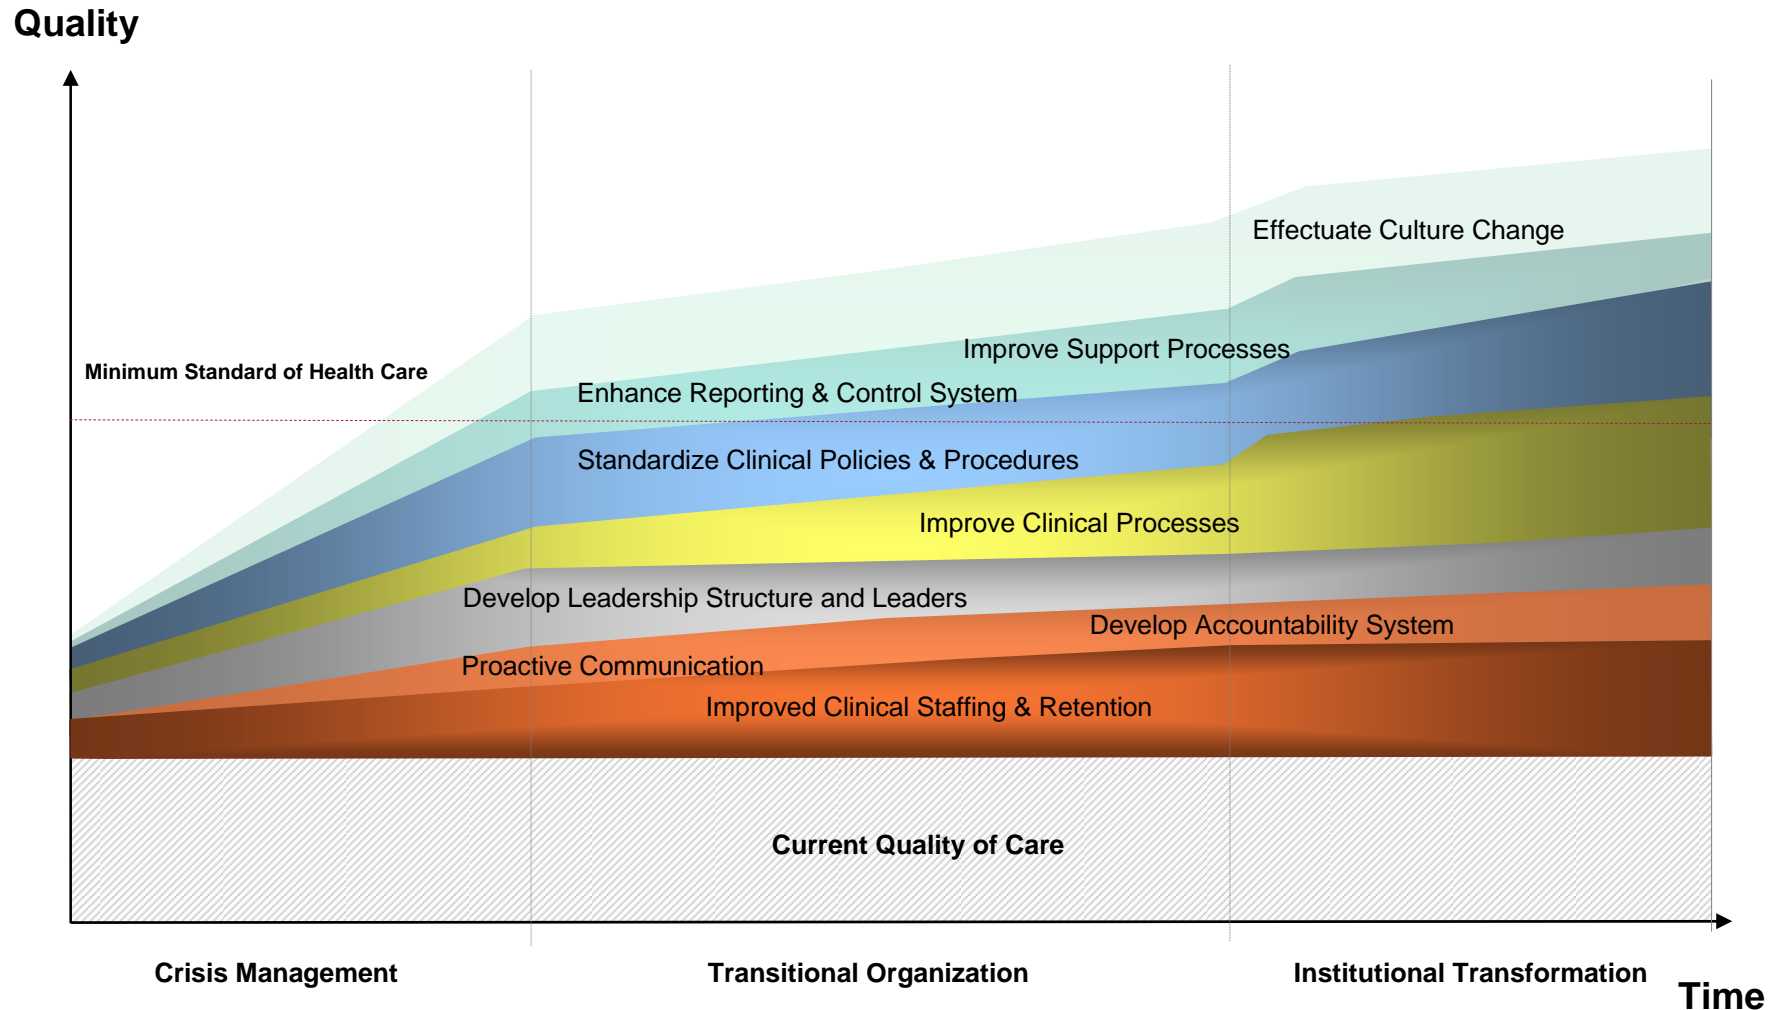 Quality
Effectuate Culture Change
Improve Support Processes
Minimum Standard of Health Care
Enhance Reporting & Control System
Standardize Clinical Policies & Procedures
Improve Clinical Processes
Develop Leadership Structure and Leaders
Develop Accountability System
Proactive Communication
Improved Clinical Staffing & Retention
Current Quality of Care
Crisis Management
Transitional Organization
Institutional Transformation
Time